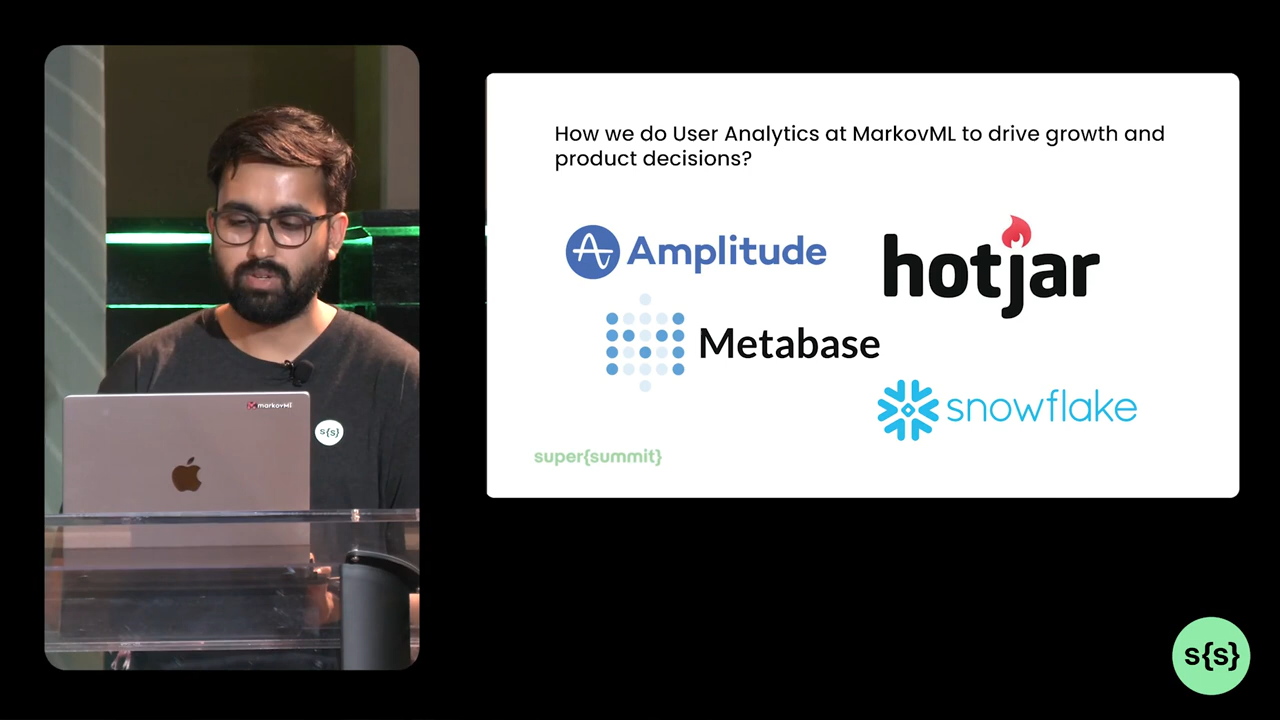 How we do User Analytics at MarkovML to drive growth and
product decisions?
Amplitude
hotjar
Metabase
snowflake
super{summit}
markovMl
s{s}
s{s}